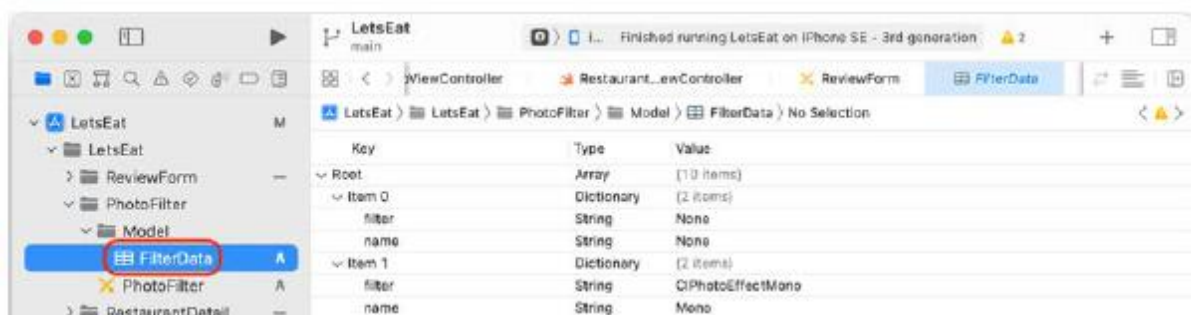 LetsEat
main
Finished running LetsEat on iPhone SE - 3rd generation 2
ViewController Restaurant...ewController ReviewForm FilterData
LetsEat LetsEat PhotoFilter Model FilterData No Selection
LetsEat M
LetsEat
ReviewForm
PhotoFilter
Model
FilterData A
PhotoFilter A
RestaurantDetail
Key Type Value
Root Array (10 items)
Item 0 Dictionary (2 items)
filter String None
name String None
Item 1 Dictionary (2 items)
filter String CIPhotoEffectMono
name String Mono